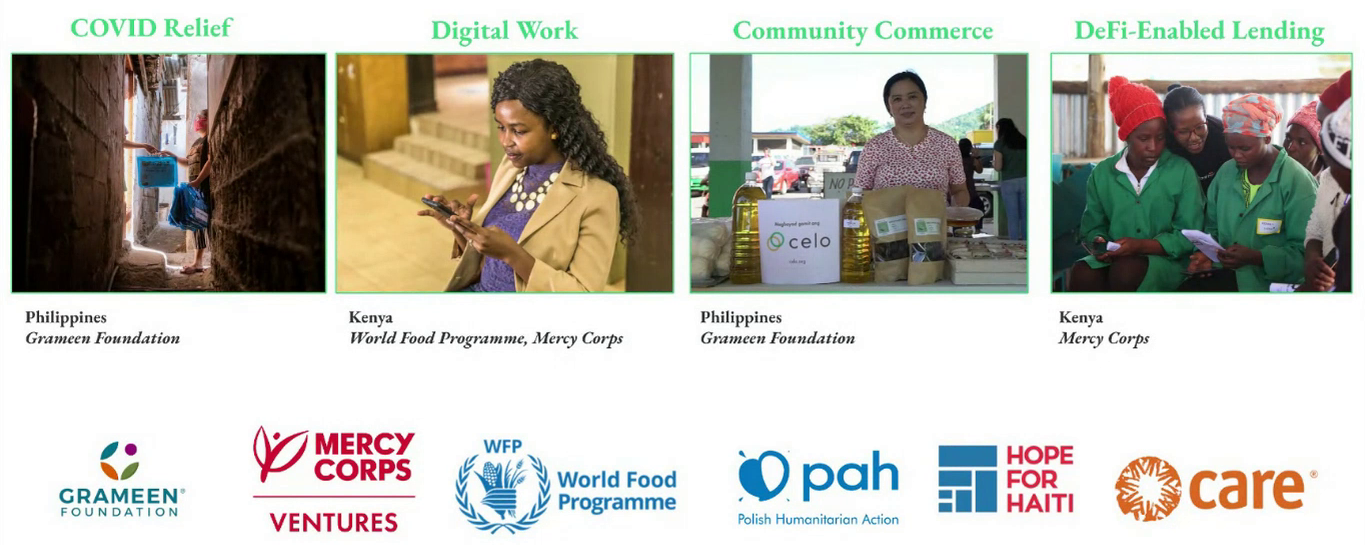 COVID Relief
Digital Work
Community Commerce
DeFi-Enabled Lending
NO
celo
Philippines
Grameen Foundation
Kenya
World Food Programme, Mercy Corps
Philippines
Grameen Foundation
Kenya
Mercy Corps
GRAMEEN®
FOUNDATION
MERCY
CORPS
VENTURES
WFP
World Food
Programme
pah
Polish Humanitarian Action
HOPE
FOR
HAITI
care®